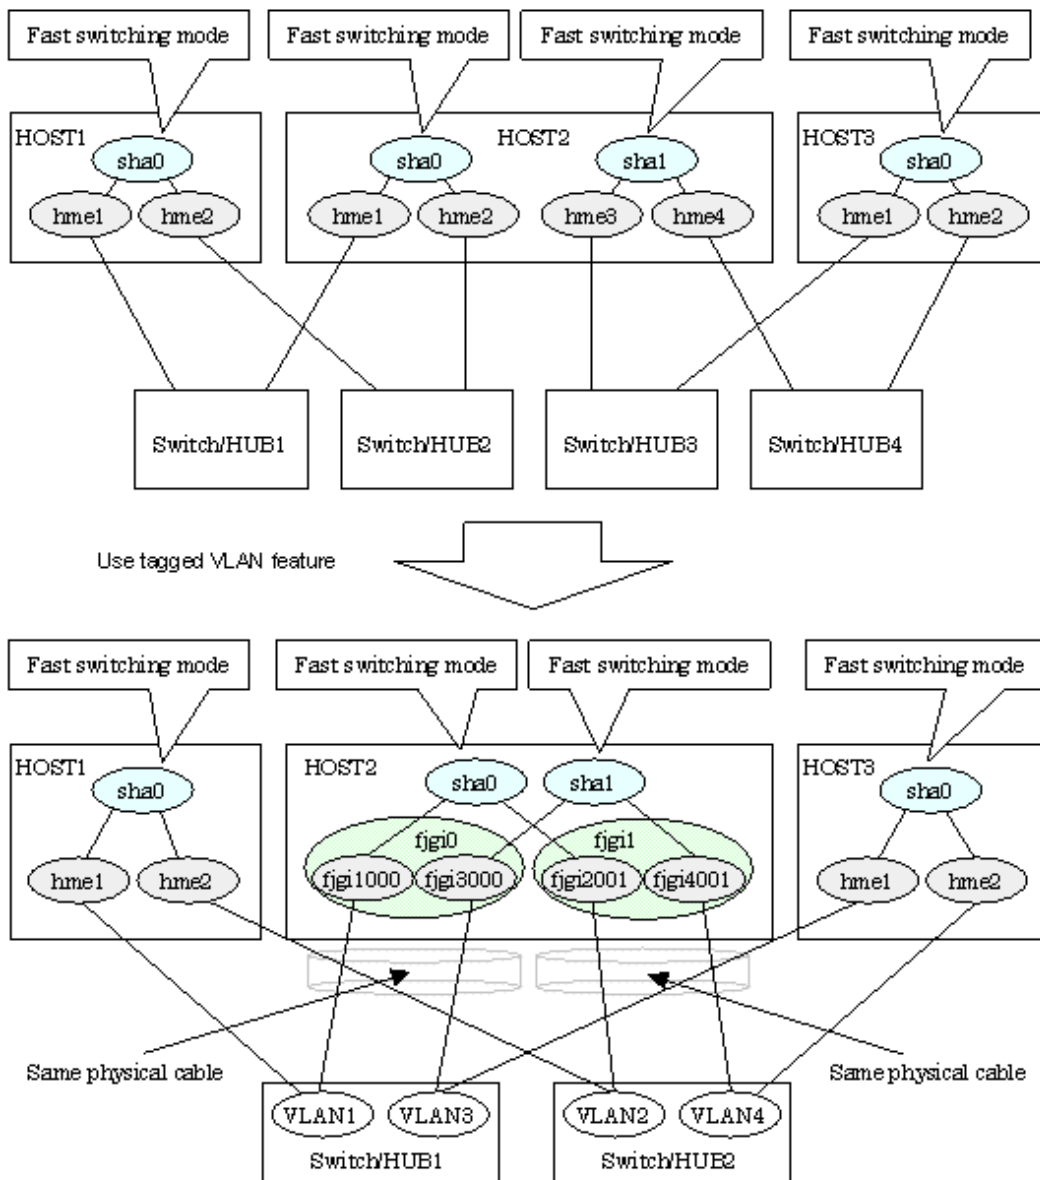 Fast switching mode
Fast switching mode
Fast switching mode
Fast switching mode
HOST1
sha0
hme1
hme2
HOST2
sha0
hme1
hme2
sha1
hme3
hme4
HOST3
sha0
hme1
hme2
Switch/HUB1
Switch/HUB2
Switch/HUB3
Switch/HUB4
Use tagged VLAN feature
Fast switching mode
Fast switching mode
Fast switching mode
Fast switching mode
HOST1
sha0
hme1
hme2
HOST2
sha0
sha1
fjgi0
fjgi1
fjgi1000
fjgi3000
fjgi2001
fjgi4001
HOST3
sha0
hme1
hme2
Same physical cable
Same physical cable
VLAN1
VLAN3
Switch/HUB1
VLAN2
VLAN4
Switch/HUB2